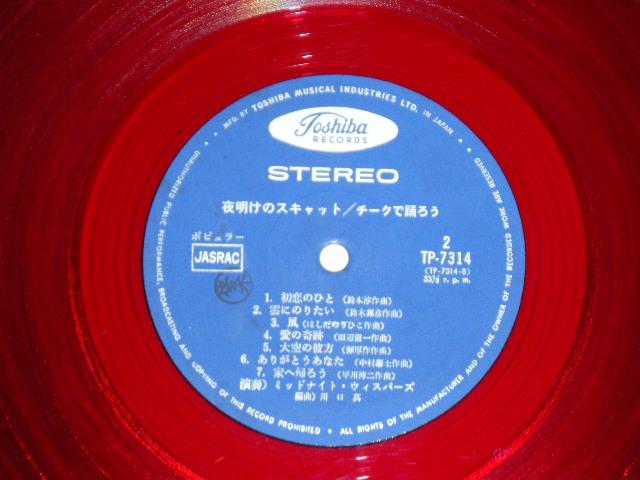 MFD. BY TOSHIBA MUSICAL INDUSTRIES LTD. IN JAPAN
Toshiba
RECORDS
STEREO
夜明けのスキャット／チークで踊ろう
ポピュラー
JASRAC
2
TP-7314
(TP-7314-B)
33⅓ r. p. m.
1. 初恋のひと (鈴木淳作曲)
2. 雲にのりたい (鈴木邦彦作曲)
3. 風 (はしだのりひこ作曲)
4. 愛の奇跡 (田辺信一作曲)
5. 大空の彼方 (作曲)
6. ありがとうあなた (中村泰士作曲)
7. 家へ帰ろう (早川博二作曲)
演奏) ミッドナイト・ウィスパーズ
編曲) 川口真
UNAUTHORIZED PUBLIC PERFORMANCE, BROADCASTING AND COPYING OF THIS RECORD PROHIBITED • ALL RIGHTS OF THE MANUFACTURER AND OF THE OWNER OF THE RECORDED WORK ARE RESERVED